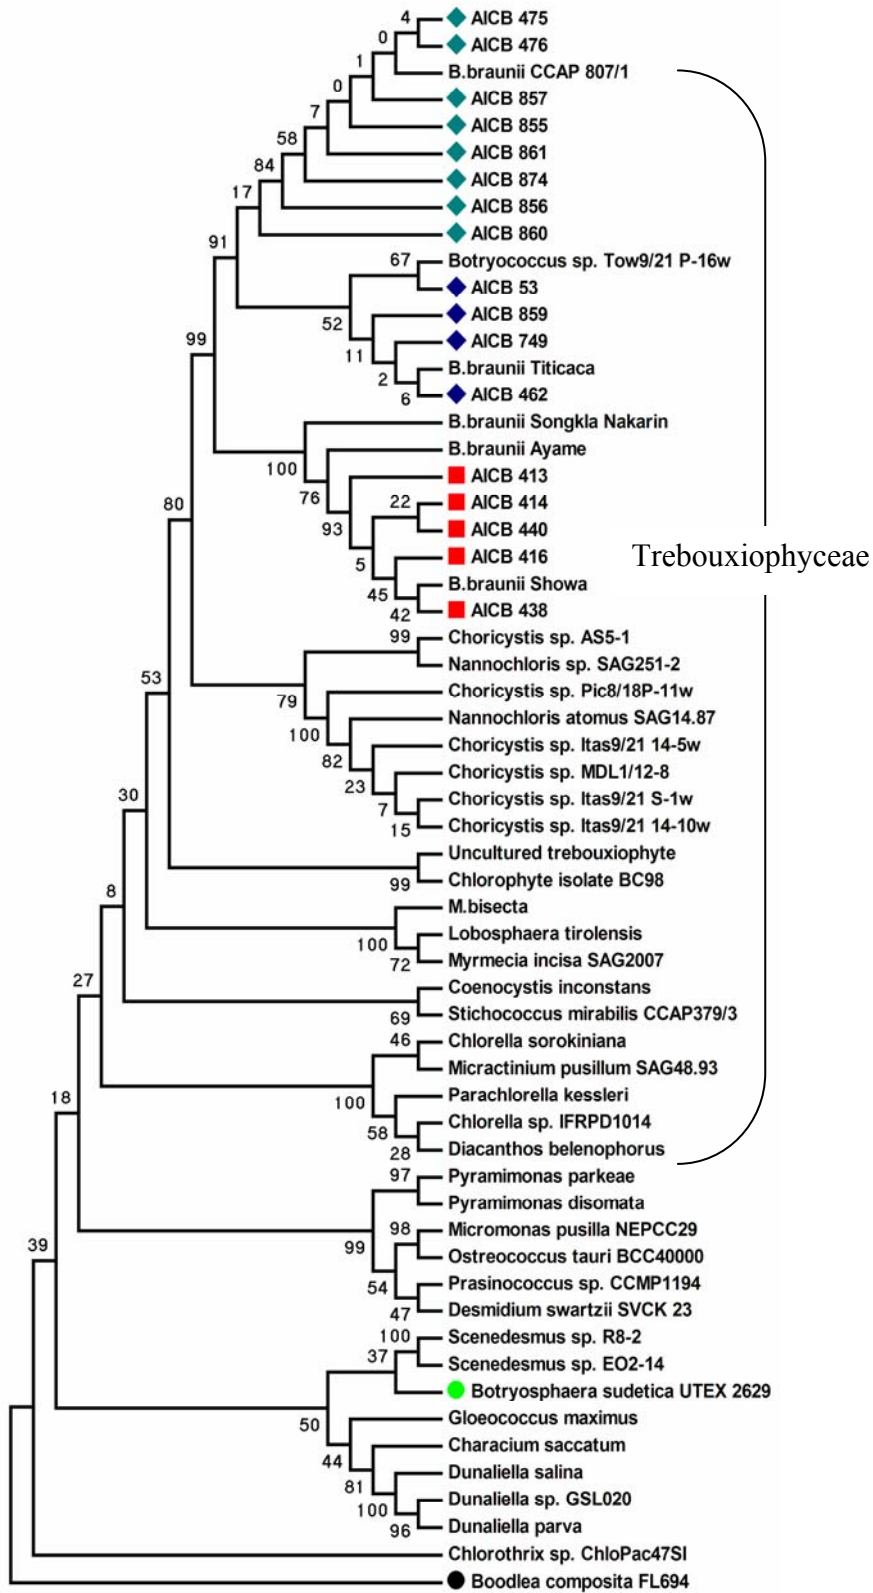 4
AICB 475
0
AICB 476
1
B.braunii CCAP 807/1
0
AICB 857
7
AICB 855
58
AICB 861
84
AICB 874
17
AICB 856
91
AICB 860
67
Botryococcus sp. Tow9/21 P-16w
AICB 53
52
AICB 859
99
11
AICB 749
2
B.braunii Titicaca
6
AICB 462
B.braunii Songkla Nakarin
100
B.braunii Ayame
76
AICB 413
80
93
22
AICB 414
AICB 440
5
AICB 416
Trebouxiophyceae
45
B.braunii Showa
42
AICB 438
99
Choricystis sp. AS5-1
Nannochloris sp. SAG251-2
53
79
Choricystis sp. Pic8/18P-11w
100
Nannochloris atomus SAG14.87
82
Choricystis sp. Itas9/21 14-5w
23
Choricystis sp. MDL1/12-8
30
7
Choricystis sp. Itas9/21 S-1w
15
Choricystis sp. Itas9/21 14-10w
Uncultured trebouxiophyte
99
Chlorophyte isolate BC98
8
M.bisecta
100
Lobosphaera tirolensis
72
Myrmecia incisa SAG2007
27
Coenocystis inconstans
69
Stichococcus mirabilis CCAP379/3
46
Chlorella sorokiniana
Micractinium pusillum SAG48.93
18
100
Parachlorella kessleri
58
Chlorella sp. IFRPD1014
28
Diacanthos belenophorus
97
Pyramimonas parkeae
Pyramimonas disomata
39
99
98
Micromonas pusilla NEPCC29
Ostreococcus tauri BCC40000
54
Prasinococcus sp. CCMP1194
47
Desmidium swartzii SVCK 23
100
Scenedesmus sp. R8-2
37
Scenedesmus sp. EO2-14
Botryosphaera sudetica UTEX 2629
50
Gloeococcus maximus
44
Characium saccatum
81
Dunaliella salina
100
Dunaliella sp. GSL020
96
Dunaliella parva
Chlorothrix sp. ChloPac47SI
Boodlea composita FL694